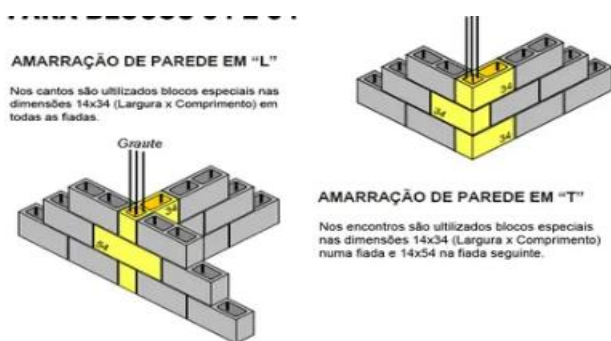 AMARRAÇÃO DE PAREDE EM “L”
Nos cantos são ultilizados blocos especiais nas
dimensões 14x34 (Largura x Comprimento) em
todas as fiadas.
Graute
34
54
34
34
34
AMARRAÇÃO DE PAREDE EM “T”
Nos encontros são ultilizados blocos especiais
nas dimensões 14x34 (Largura x Comprimento)
numa fiada e 14x54 na fiada seguinte.